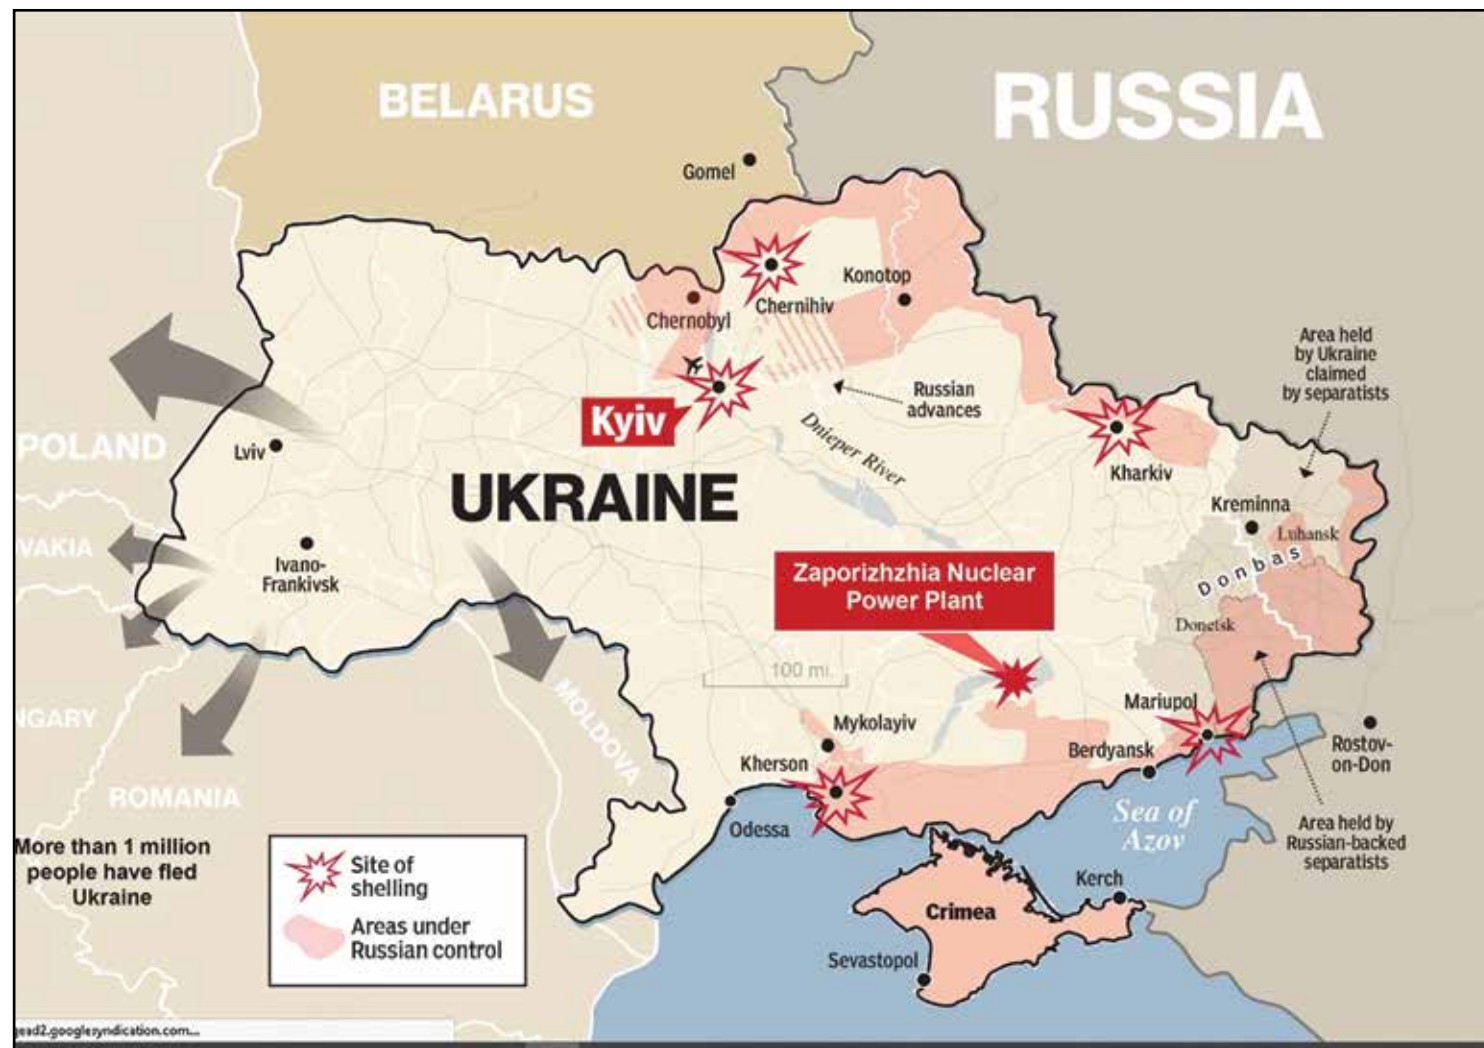 BELARUS
RUSSIA
Gomel
Chernihiv
Konotop
Chernobyl
Kyiv
Russian
advances
Dnieper River
Area held
by Ukraine
claimed
by separatists
POLAND
Lviv
UKRAINE
Kharkiv
Kreminna
Luhansk
Donbas
VAKIA
Ivano-
Frankivsk
Zaporizhzhia Nuclear
Power Plant
Donetsk
100 mi.
MOLDOVA
NGARY
Mariupol
Mykolayiv
Kherson
Berdyansk
Rostov-
on-Don
ROMANIA
Odessa
Sea of
Azov
Area held by
Russian-backed
separatists
More than 1 million
people have fled
Ukraine
Site of
shelling
Areas under
Russian control
Kerch
Crimea
Sevastopol
gead2.googlesyndication.com...